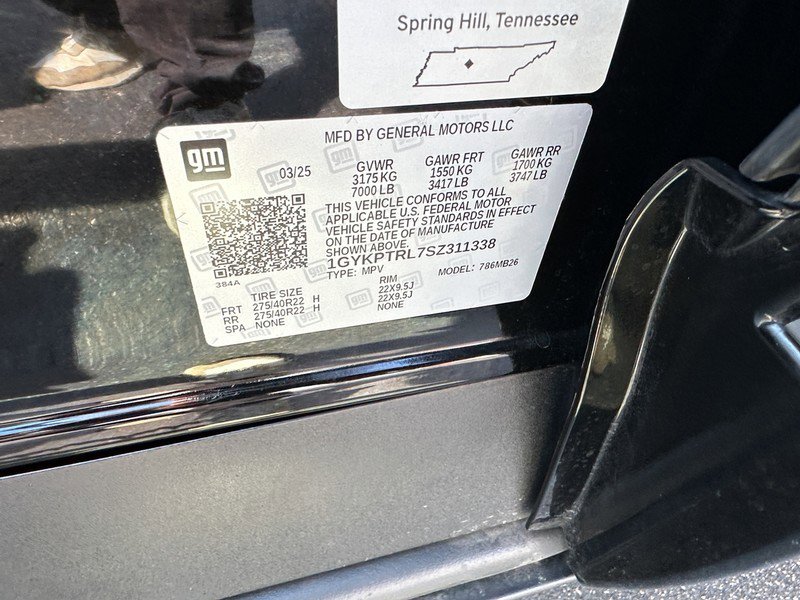 Spring Hill, Tennessee
MFD BY GENERAL MOTORS LLC
gm
03/25
GVWR GAWR FRT GAWR RR
3175 KG 1550 KG 1700 KG
7000 LB 3417 LB 3747 LB
THIS VEHICLE CONFORMS TO ALL
APPLICABLE U.S. FEDERAL MOTOR
VEHICLE SAFETY STANDARDS IN EFFECT
ON THE DATE OF MANUFACTURE
SHOWN ABOVE.
1GYKPTRL7SZ311338
384A
TYPE: MPV MODEL: 786MB26
TIRE SIZE RIM
FRT 275/40R22 H 22X9.5J
RR 275/40R22 H 22X9.5J
SPA NONE NONE